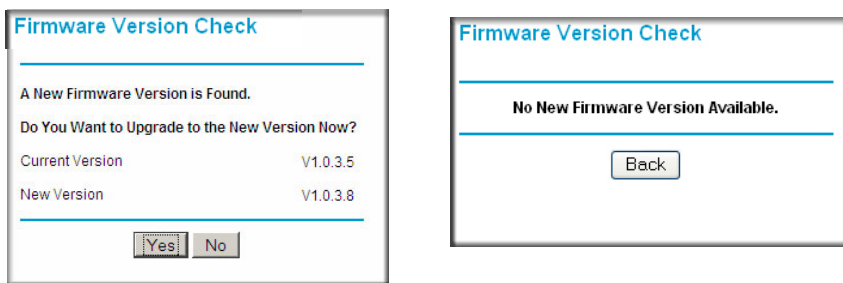 Firmware Version Check
A New Firmware Version is Found.
Do You Want to Upgrade to the New Version Now?
Current Version V1.0.3.5
New Version V1.0.3.8
Yes No
Firmware Version Check
No New Firmware Version Available.
Back